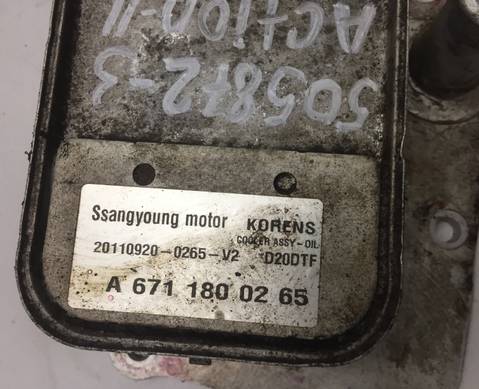 505872-3
ACTION-II
Ssangyoung motor KORENS
COOLER ASSY-OIL
20110920-0265-V2 D20DTF
A 671 180 02 65